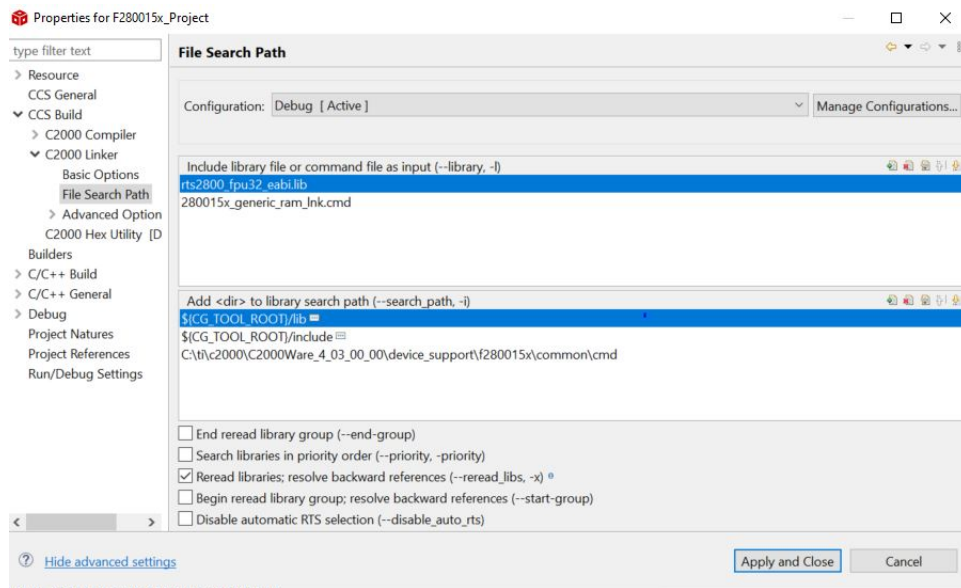 Properties for F280015x_Project
type filter text
Resource
CCS General
CCS Build
C2000 Compiler
C2000 Linker
Basic Options
File Search Path
Advanced Option
C2000 Hex Utility [D
Builders
C/C++ Build
C/C++ General
Debug
Project Natures
Project References
Run/Debug Settings
File Search Path
Configuration: Debug [ Active ]
Manage Configurations...
Include library file or command file as input (--library, -l)
rts2800_fpu32_eabi.lib
280015x_generic_ram_lnk.cmd
Add <dir> to library search path (--search_path, -i)
${CG_TOOL_ROOT}/lib
${CG_TOOL_ROOT}/include
C:\ti\c2000\C2000Ware_4_03_00_00\device_support\f280015x\common\cmd
End reread library group (--end-group)
Search libraries in priority order (--priority, -priority)
Reread libraries; resolve backward references (--reread_libs, -x)
Begin reread library group; resolve backward references (--start-group)
Disable automatic RTS selection (--disable_auto_rts)
Hide advanced settings
Apply and Close
Cancel